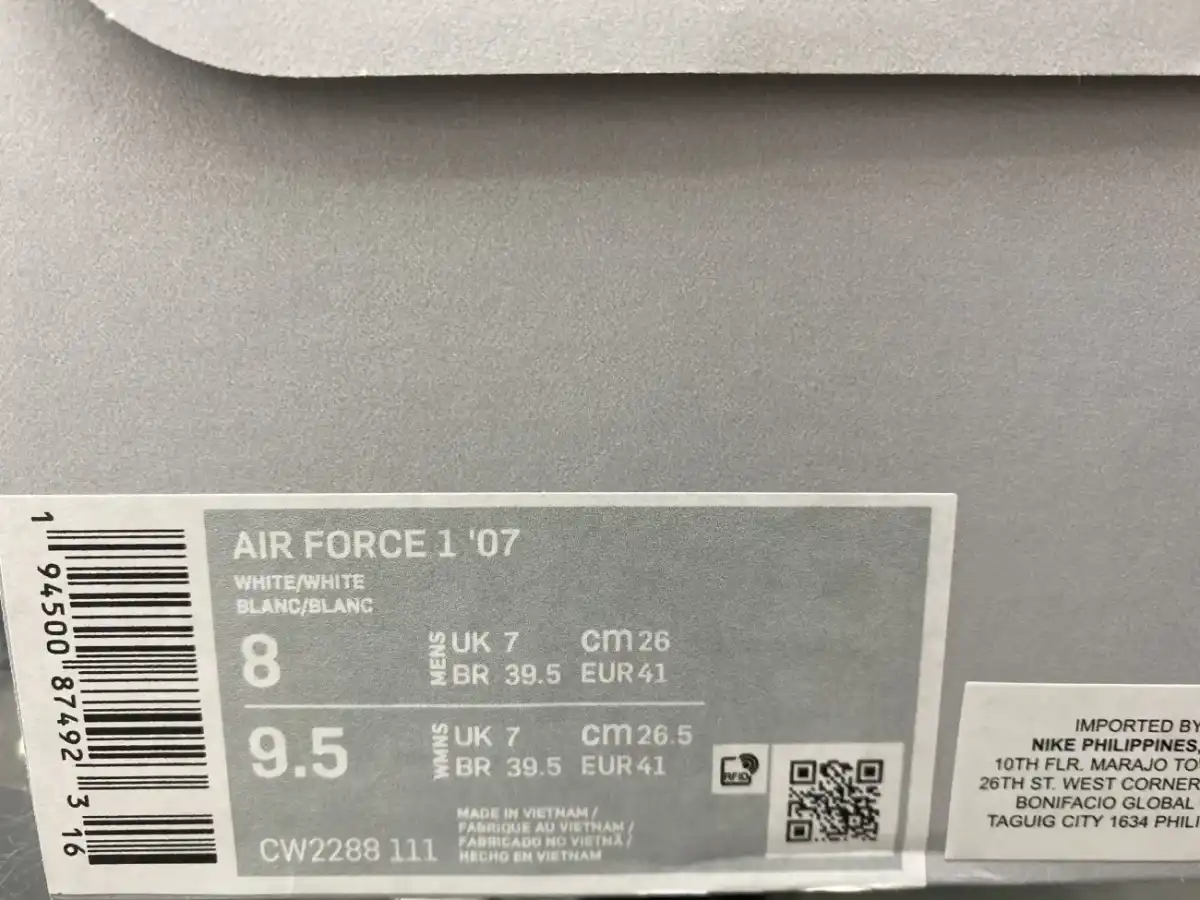 AIR FORCE 1 '07
WHITE/WHITE
BLANC/BLANC
8
MENS
UK 7 cm 26
BR 39.5 EUR 41
9.5
WMNS
UK 7 cm 26.5
BR 39.5 EUR 41
CW2288 111
MADE IN VIETNAM /
FABRIQUE AU VIETNAM /
FABRICADO NO VIETNÃ /
HECHO EN VIETNAM
RFID
1 94500 87492 3 16
IMPORTED BY
NIKE PHILIPPINES,
10TH FLR. MARAJO TO
26TH ST. WEST CORNER
BONIFACIO GLOBAL
TAGUIG CITY 1634 PHILI